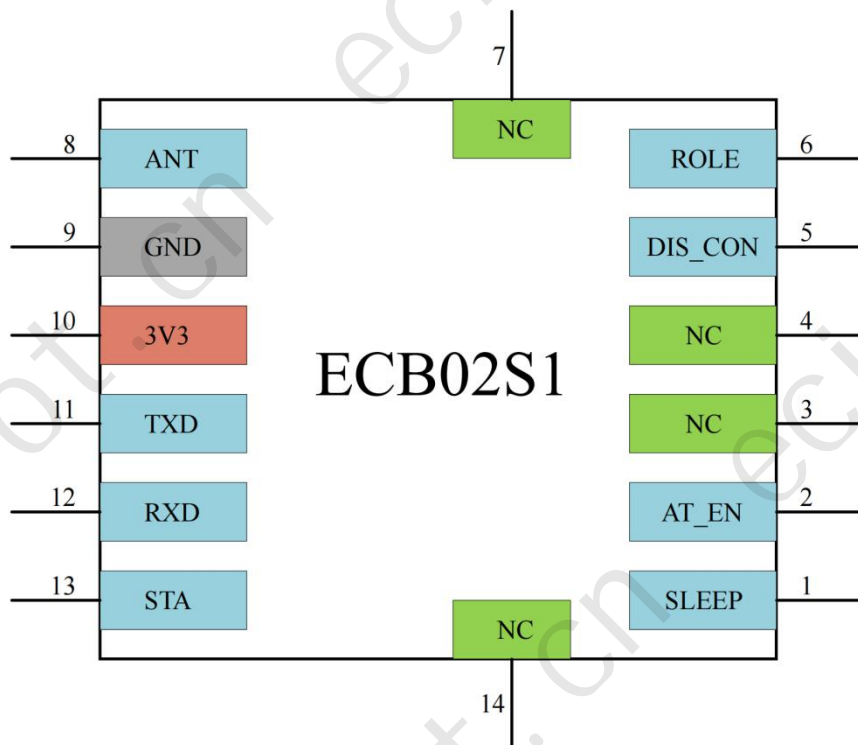 7
NC
8 ANT
ROLE 6
9 GND
DIS_CON 5
10 3V3
NC 4
ECB02S1
11 TXD
NC 3
12 RXD
AT_EN 2
13 STA
SLEEP 1
NC
14